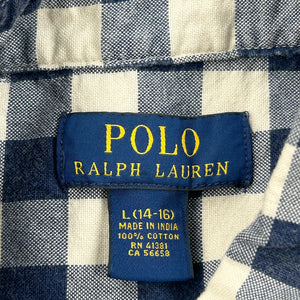 POLO
RALPH LAUREN
L (14-16)
MADE IN INDIA
100% COTTON
RN 41381
CA 56658